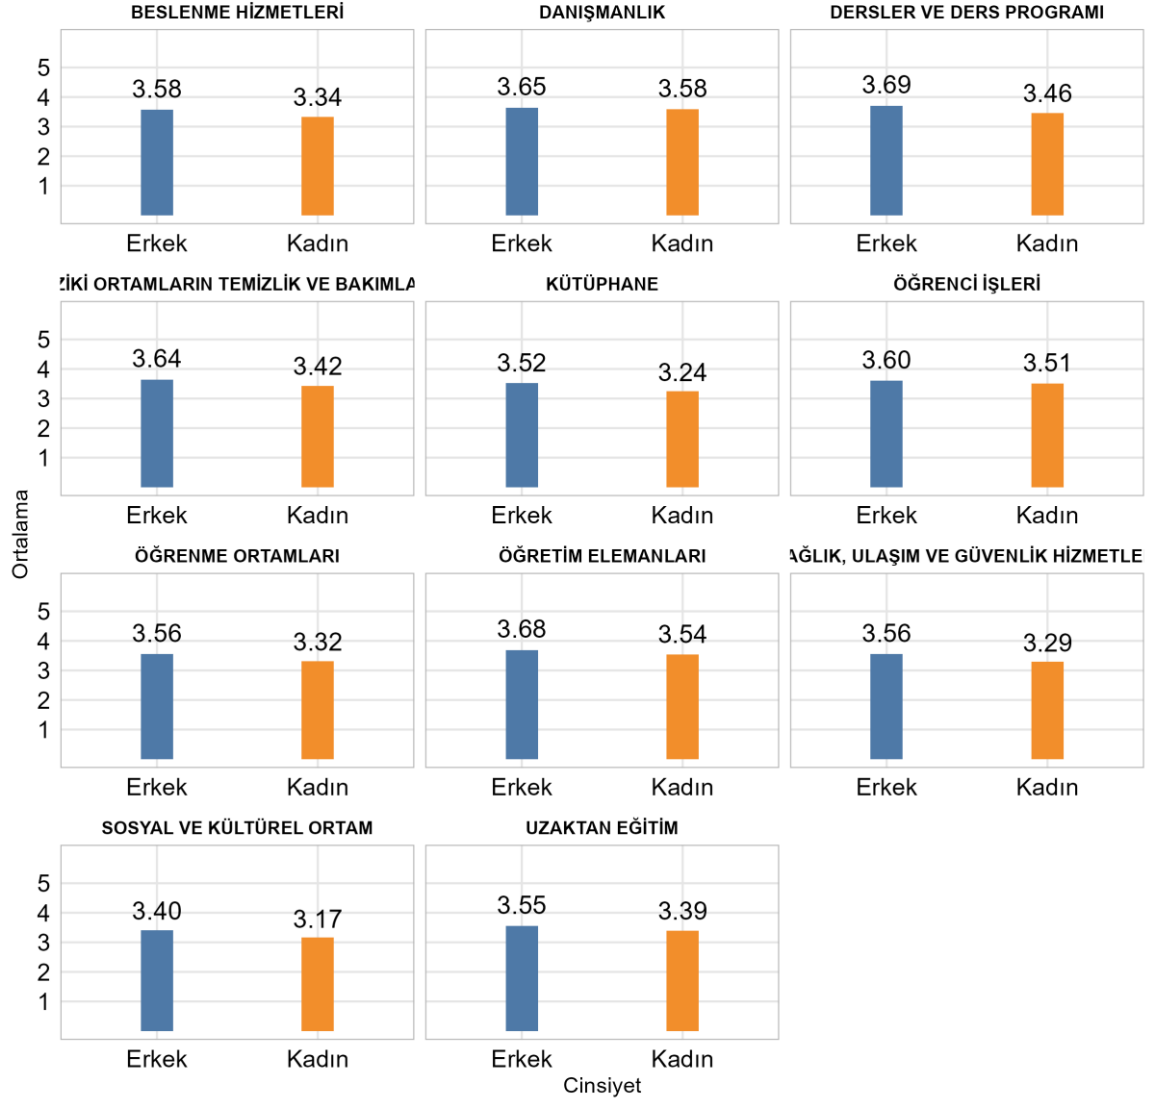 BESLENME HİZMETLERİ
5
4
3
2
1
3.58
3.34
Erkek
Kadın
DANIŞMANLIK
3.65
3.58
Erkek
Kadın
DERSLER VE DERS PROGRAMI
3.69
3.46
Erkek
Kadın
ZİKİ ORTAMLARIN TEMİZLİK VE BAKIMLA
5
4
3
2
1
3.64
3.42
Erkek
Kadın
KÜTÜPHANE
3.52
3.24
Erkek
Kadın
ÖĞRENCİ İŞLERİ
3.60
3.51
Erkek
Kadın
Ortalama
ÖĞRENME ORTAMLARI
5
4
3
2
1
3.56
3.32
Erkek
Kadın
ÖĞRETİM ELEMANLARI
3.68
3.54
Erkek
Kadın
AĞLIK, ULAŞIM VE GÜVENLİK HİZMETLE
3.56
3.29
Erkek
Kadın
SOSYAL VE KÜLTÜREL ORTAM
5
4
3
2
1
3.40
3.17
Erkek
Kadın
UZAKTAN EĞİTİM
3.55
3.39
Erkek
Kadın
Cinsiyet